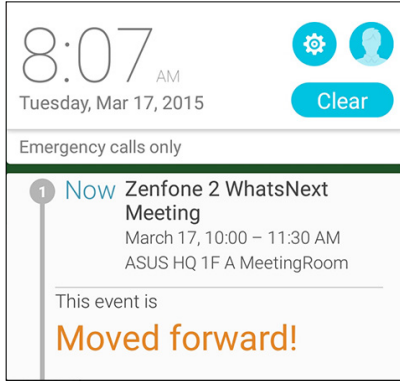 8:07 AM
Tuesday, Mar 17, 2015
Clear
Emergency calls only
1 Now Zenfone 2 WhatsNext
Meeting
March 17, 10:00 – 11:30 AM
ASUS HQ 1F A MeetingRoom
This event is
Moved forward!